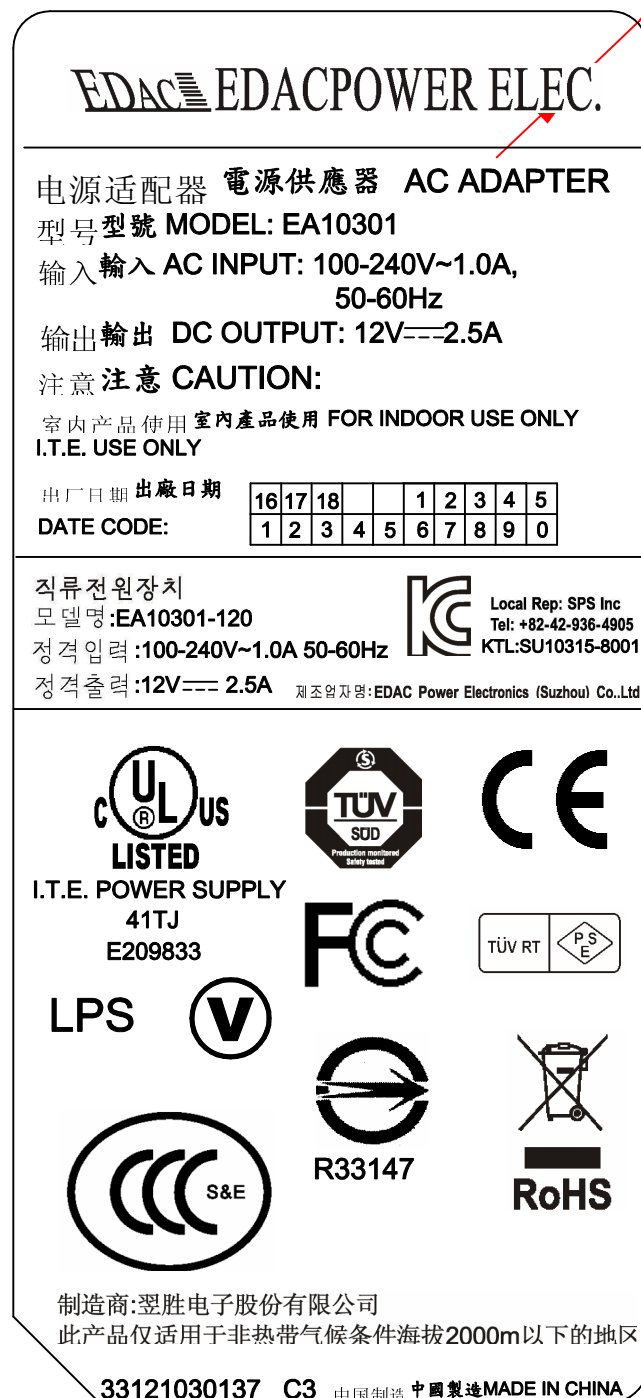 EDAC EDACPOWER ELEC.
电源适配器 電源供應器 AC ADAPTER
型号型號 MODEL: EA10301
输入輸入 AC INPUT: 100-240V~1.0A,
50-60Hz
输出輸出 DC OUTPUT: 12V⎓2.5A
注意注意 CAUTION:
室内产品使用室內產品使用 FOR INDOOR USE ONLY
I.T.E. USE ONLY
出厂日期出廠日期
16 17 18 1 2 3 4 5
DATE CODE:
1 2 3 4 5 6 7 8 9 0
직류전원장치
모델명:EA10301-120
정격입력:100-240V~1.0A 50-60Hz
정격출력:12V⎓ 2.5A
KC
Local Rep: SPS Inc
Tel: +82-42-936-4905
KTL:SU10315-8001
제조업자명:EDAC Power Electronics (Suzhou) Co..Ltd
C UL® US
LISTED
I.T.E. POWER SUPPLY
41TJ
E209833
TÜV
SÜD
Production monitored
Safety tested
CE
FC
TÜV RT
PSE
LPS
V
R33147
RoHS
CCC S&E
制造商:翌胜电子股份有限公司
此产品仅适用于非热带气候条件海拔2000m以下的地区
33121030137 C3 中国制造 中國製造MADE IN CHINA